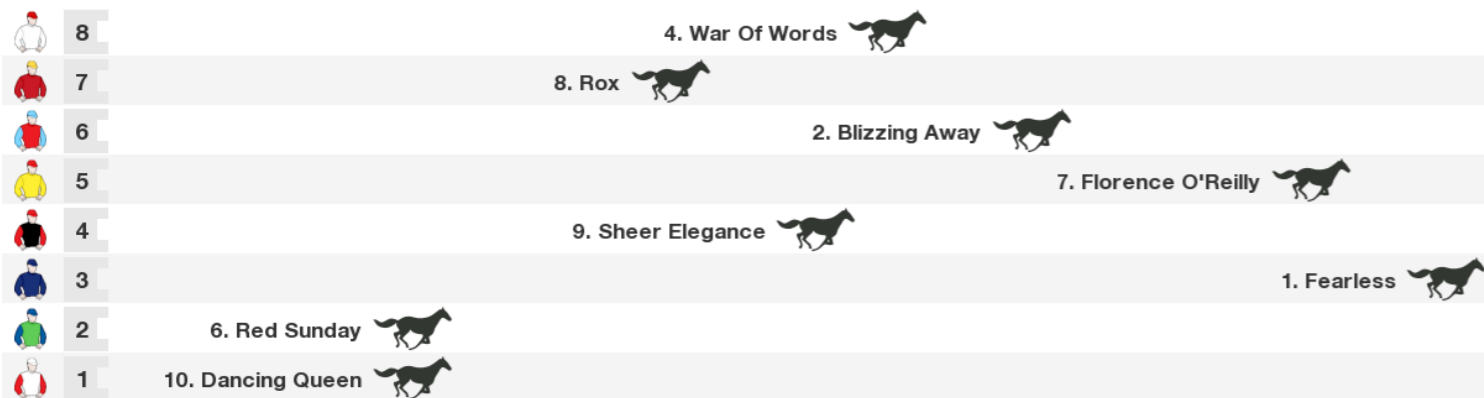 8 4. War Of Words
7 8. Rox
6 2. Blizzing Away
5 7. Florence O'Reilly
4 9. Sheer Elegance
3 1. Fearless
2 6. Red Sunday
1 10. Dancing Queen